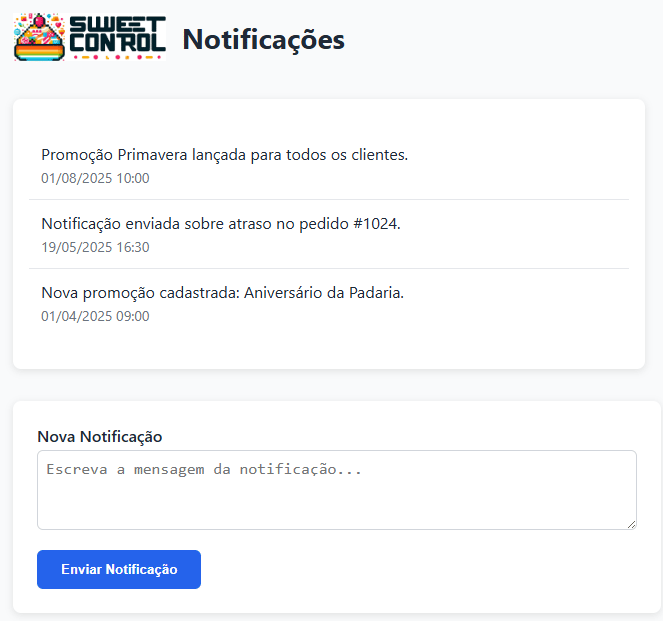 SWEET
CONTROL
Notificações
Promoção Primavera lançada para todos os clientes.
01/08/2025 10:00
Notificação enviada sobre atraso no pedido #1024.
19/05/2025 16:30
Nova promoção cadastrada: Aniversário da Padaria.
01/04/2025 09:00
Nova Notificação
Escreva a mensagem da notificação...
Enviar Notificação